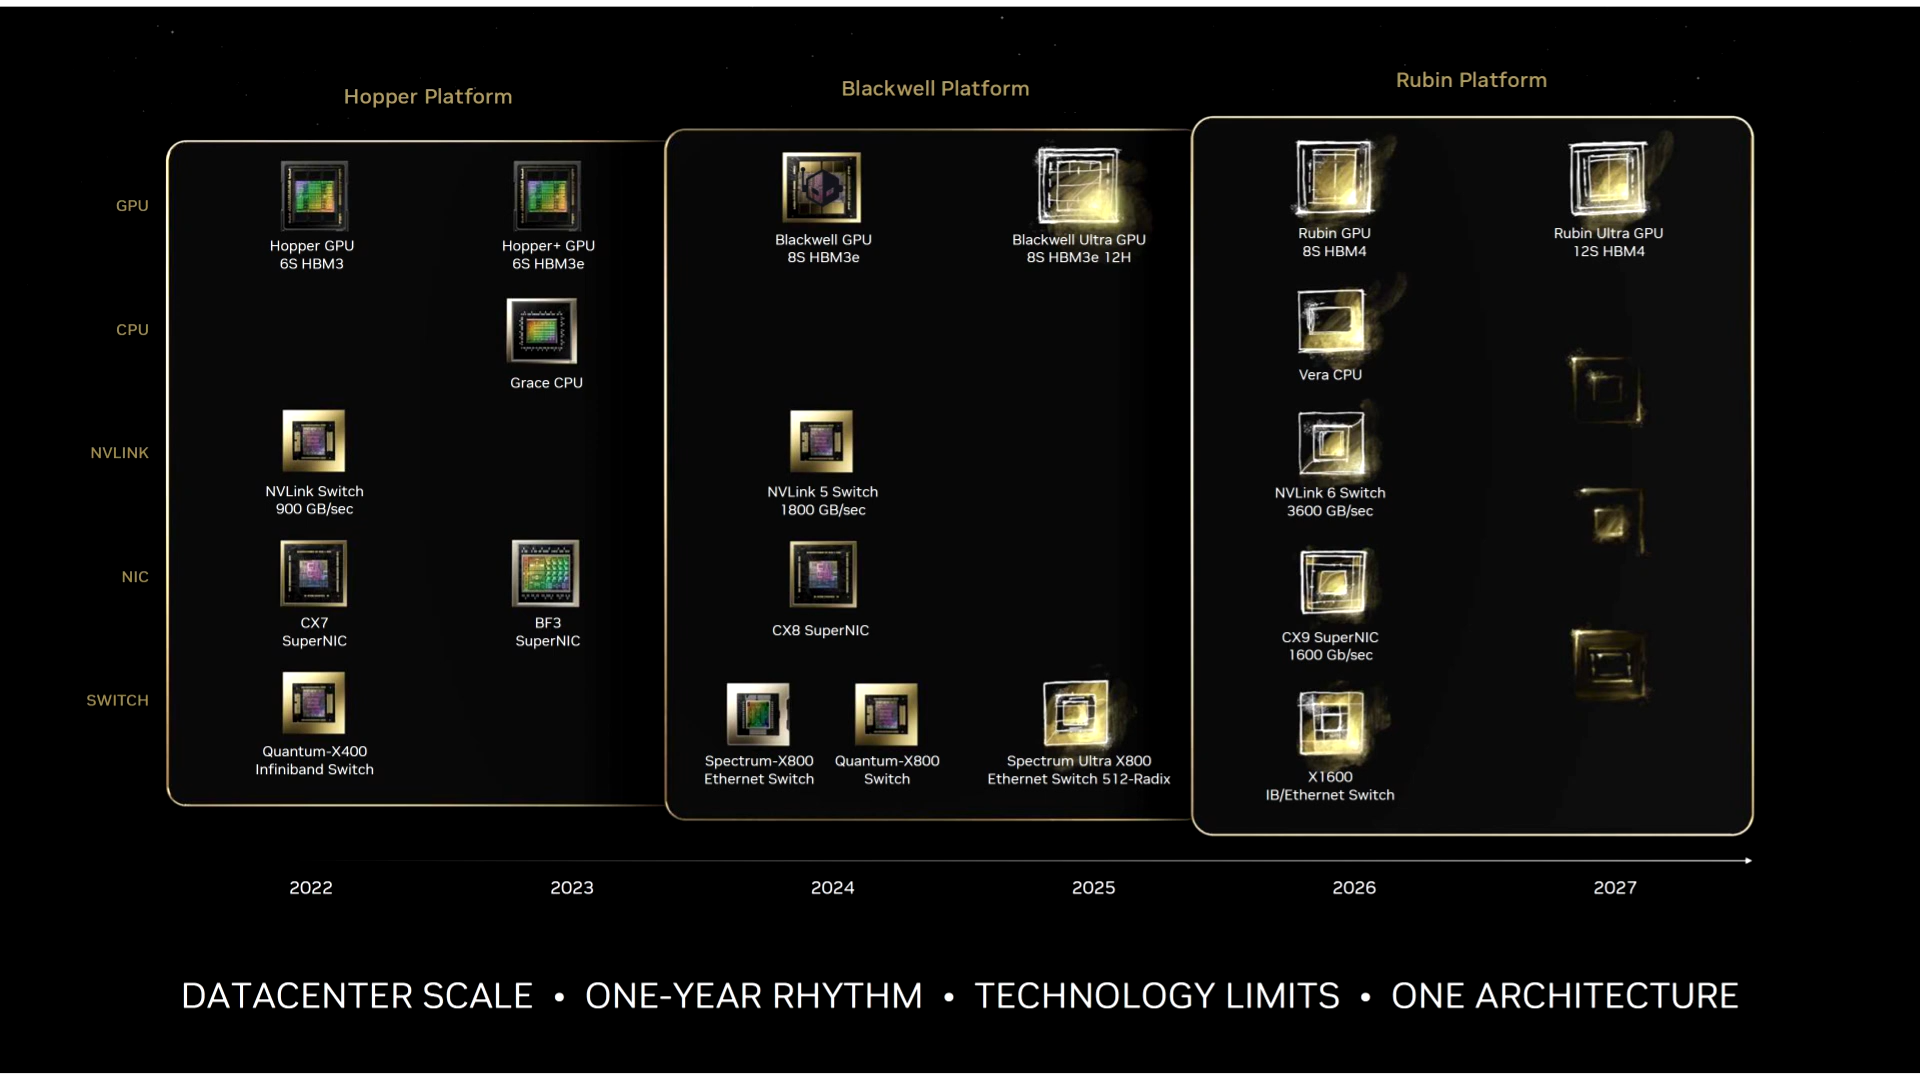 Hopper Platform
Blackwell Platform
Rubin Platform
GPU
Hopper GPU
6S HBM3
Hopper+ GPU
6S HBM3e
Blackwell GPU
8S HBM3e
Blackwell Ultra GPU
8S HBM3e 12H
Rubin GPU
8S HBM4
Rubin Ultra GPU
12S HBM4
CPU
Grace CPU
Vera CPU
NVLINK
NVLink Switch
900 GB/sec
NVLink 5 Switch
1800 GB/sec
NVLink 6 Switch
3600 GB/sec
NIC
CX7
SuperNIC
BF3
SuperNIC
CX8 SuperNIC
CX9 SuperNIC
1600 Gb/sec
SWITCH
Quantum-X400
Infiniband Switch
Spectrum-X800
Ethernet Switch
Quantum-X800
Switch
Spectrum Ultra X800
Ethernet Switch 512-Radix
X1600
IB/Ethernet Switch
2022
2023
2024
2025
2026
2027
DATACENTER SCALE • ONE-YEAR RHYTHM • TECHNOLOGY LIMITS • ONE ARCHITECTURE